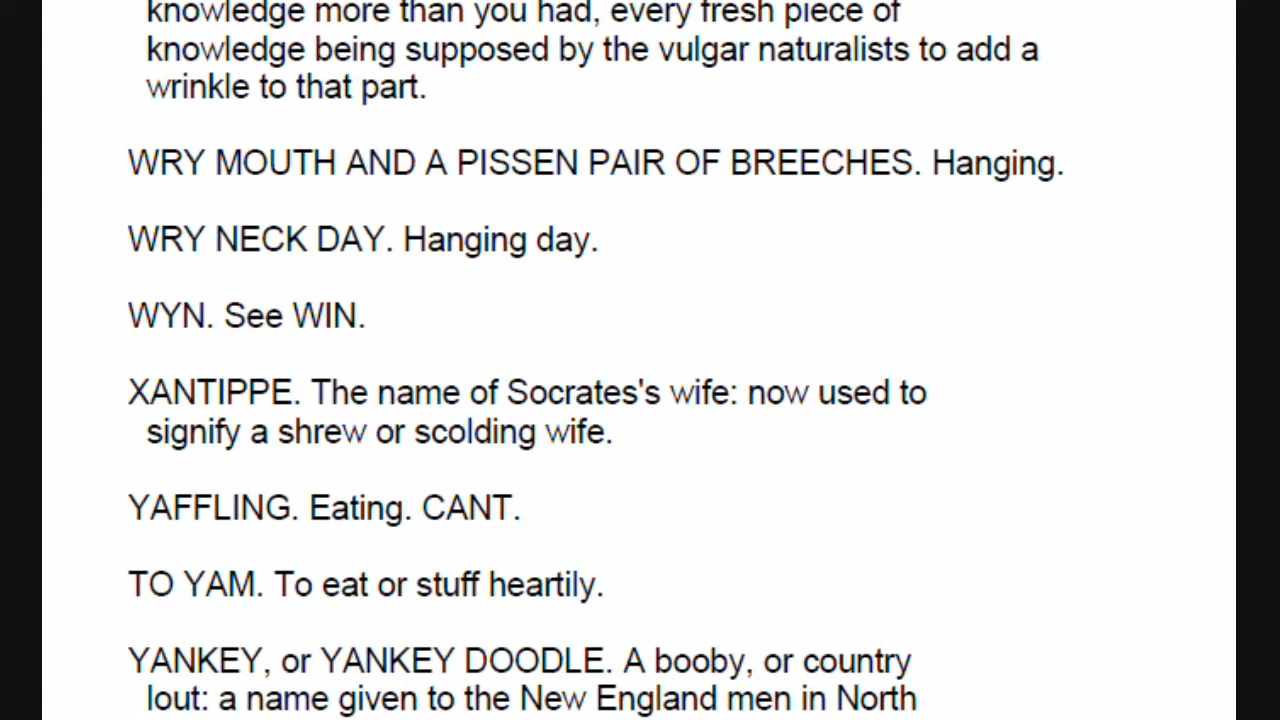 knowledge more than you had, every fresh piece of
knowledge being supposed by the vulgar naturalists to add a
wrinkle to that part.
WRY MOUTH AND A PISSEN PAIR OF BREECHES. Hanging.
WRY NECK DAY. Hanging day.
WYN. See WIN.
XANTIPPE. The name of Socrates's wife: now used to
signify a shrew or scolding wife.
YAFFLING. Eating. CANT.
TO YAM. To eat or stuff heartily.
YANKEY, or YANKEY DOODLE. A booby, or country
lout: a name given to the New England men in North